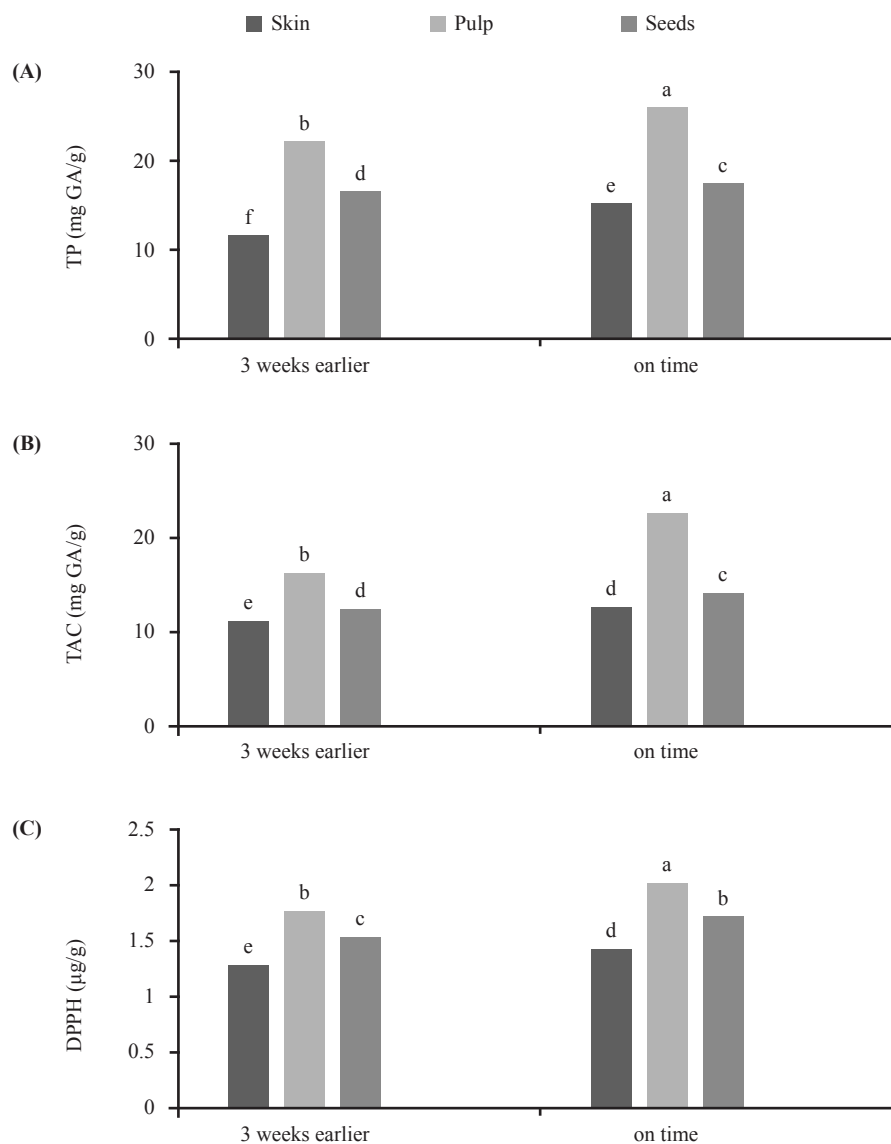 Skin Pulp Seeds
(A)
TP (mg GA/g)
30
20
10
0
f b d e a c
3 weeks earlier on time
(B)
TAC (mg GA/g)
30
20
10
0
e b d d a c
3 weeks earlier on time
(C)
DPPH (µg/g)
2.5
2
1.5
1
0.5
0
e b c d a b
3 weeks earlier on time